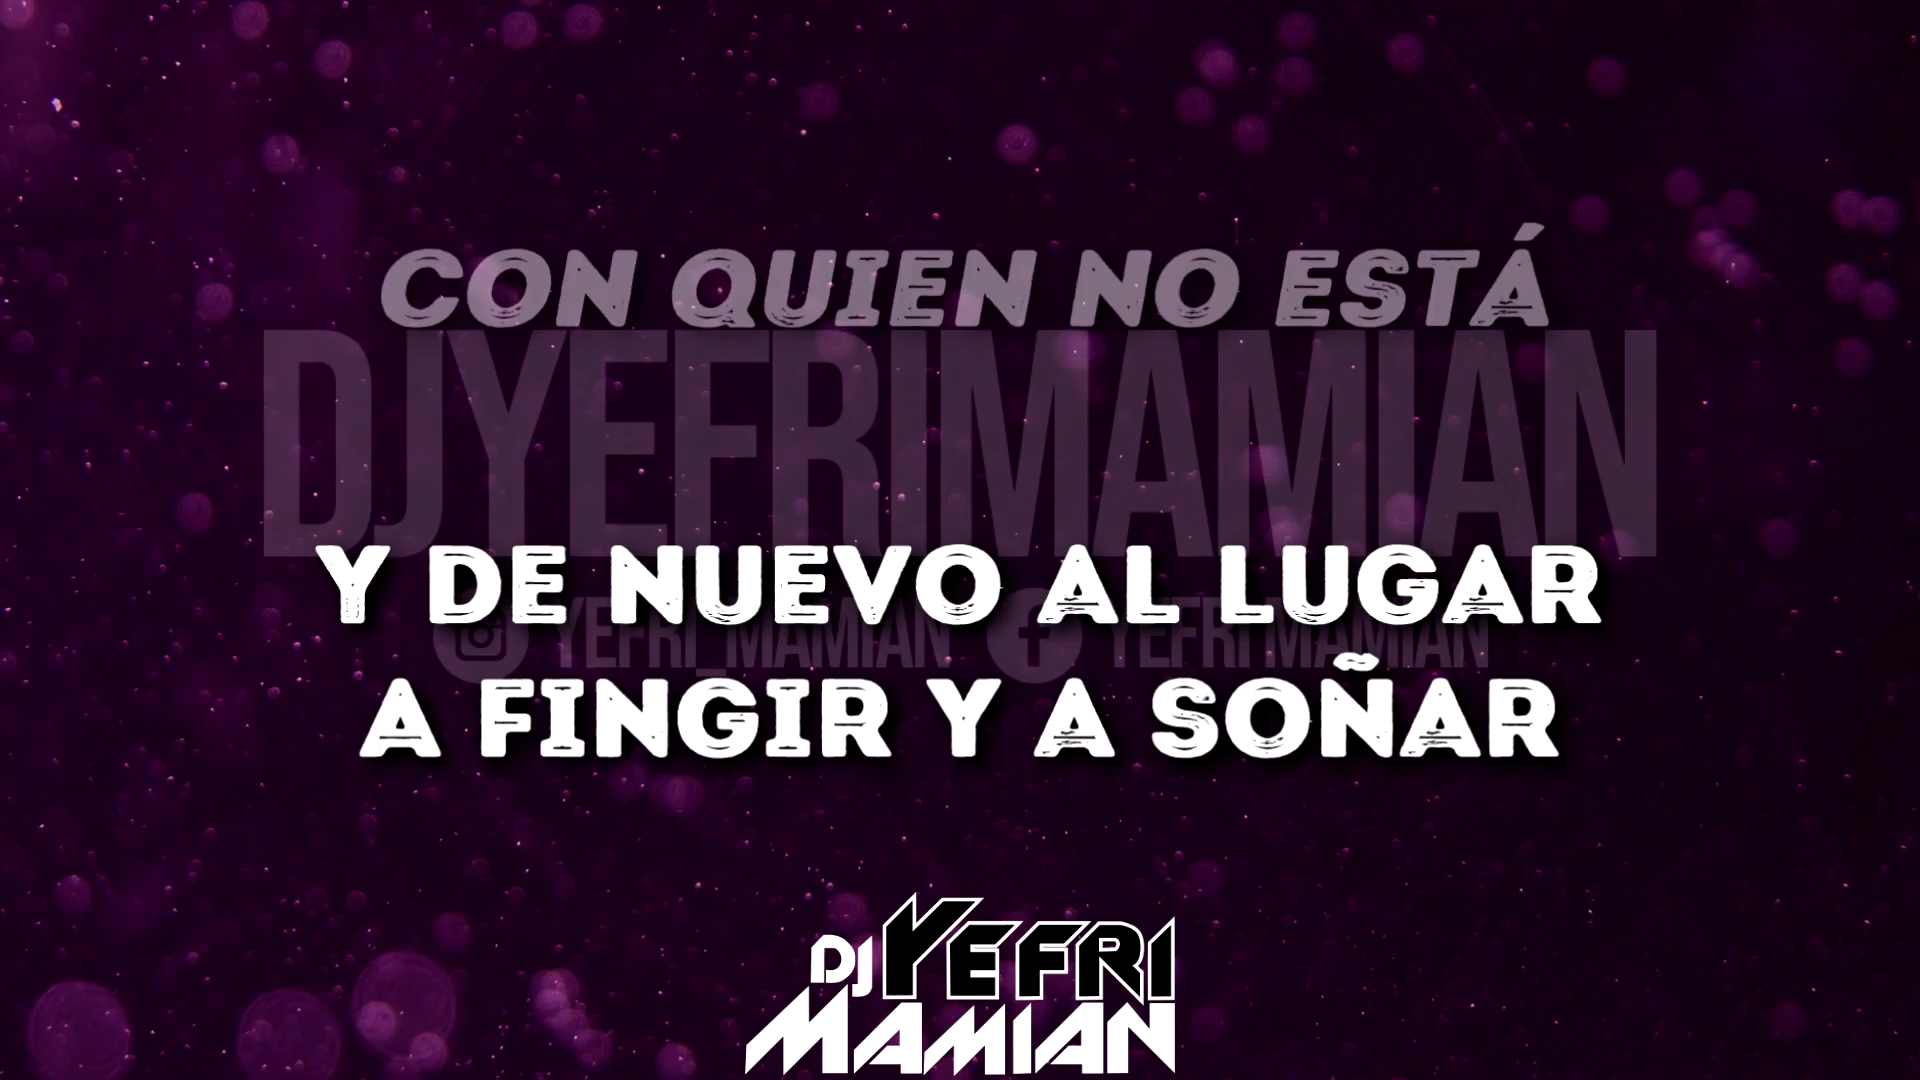 CON QUIEN NO ESTÁ
DJYEFRIMAMIAN
Y DE NUEVO AL LUGAR
YEFRI_MAMIAN YEFRI MAMIAN
A FINGIR Y A SOÑAR
DJ YEFRI
MAMIAN